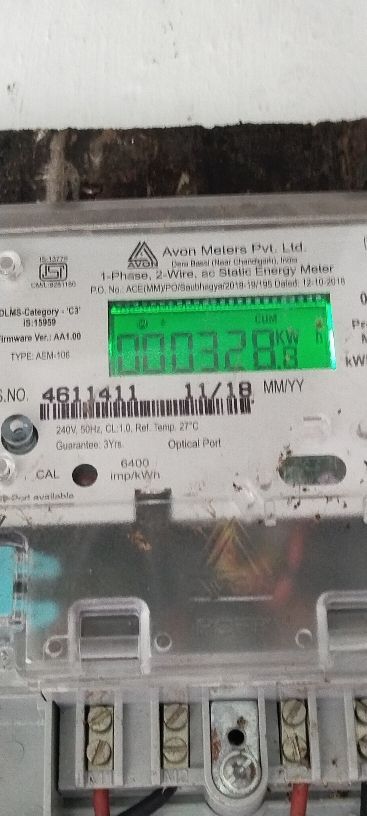 IS:13779
AVON
Avon Meters Pvt. Ltd.
Dera Bassi (Near Chandigarh), India
1-Phase, 2-Wire, ac Static Energy Meter
P.O. No.: ACE(MM)/PO/Saubhagya/2018-19/195 Dated: 12-10-2018
DLMS-Category - 'C3'
IS:15959
Firmware Ver.: AA1.00
TYPE: AEM-106
CUM
000328.8 KW h
S.NO. 4611411 11/18 MM/YY
240V, 50Hz, CL:1.0, Ref. Temp. 27°C
Guarantee: 3Yrs. Optical Port
CAL 6400
imp/kWh
Port available